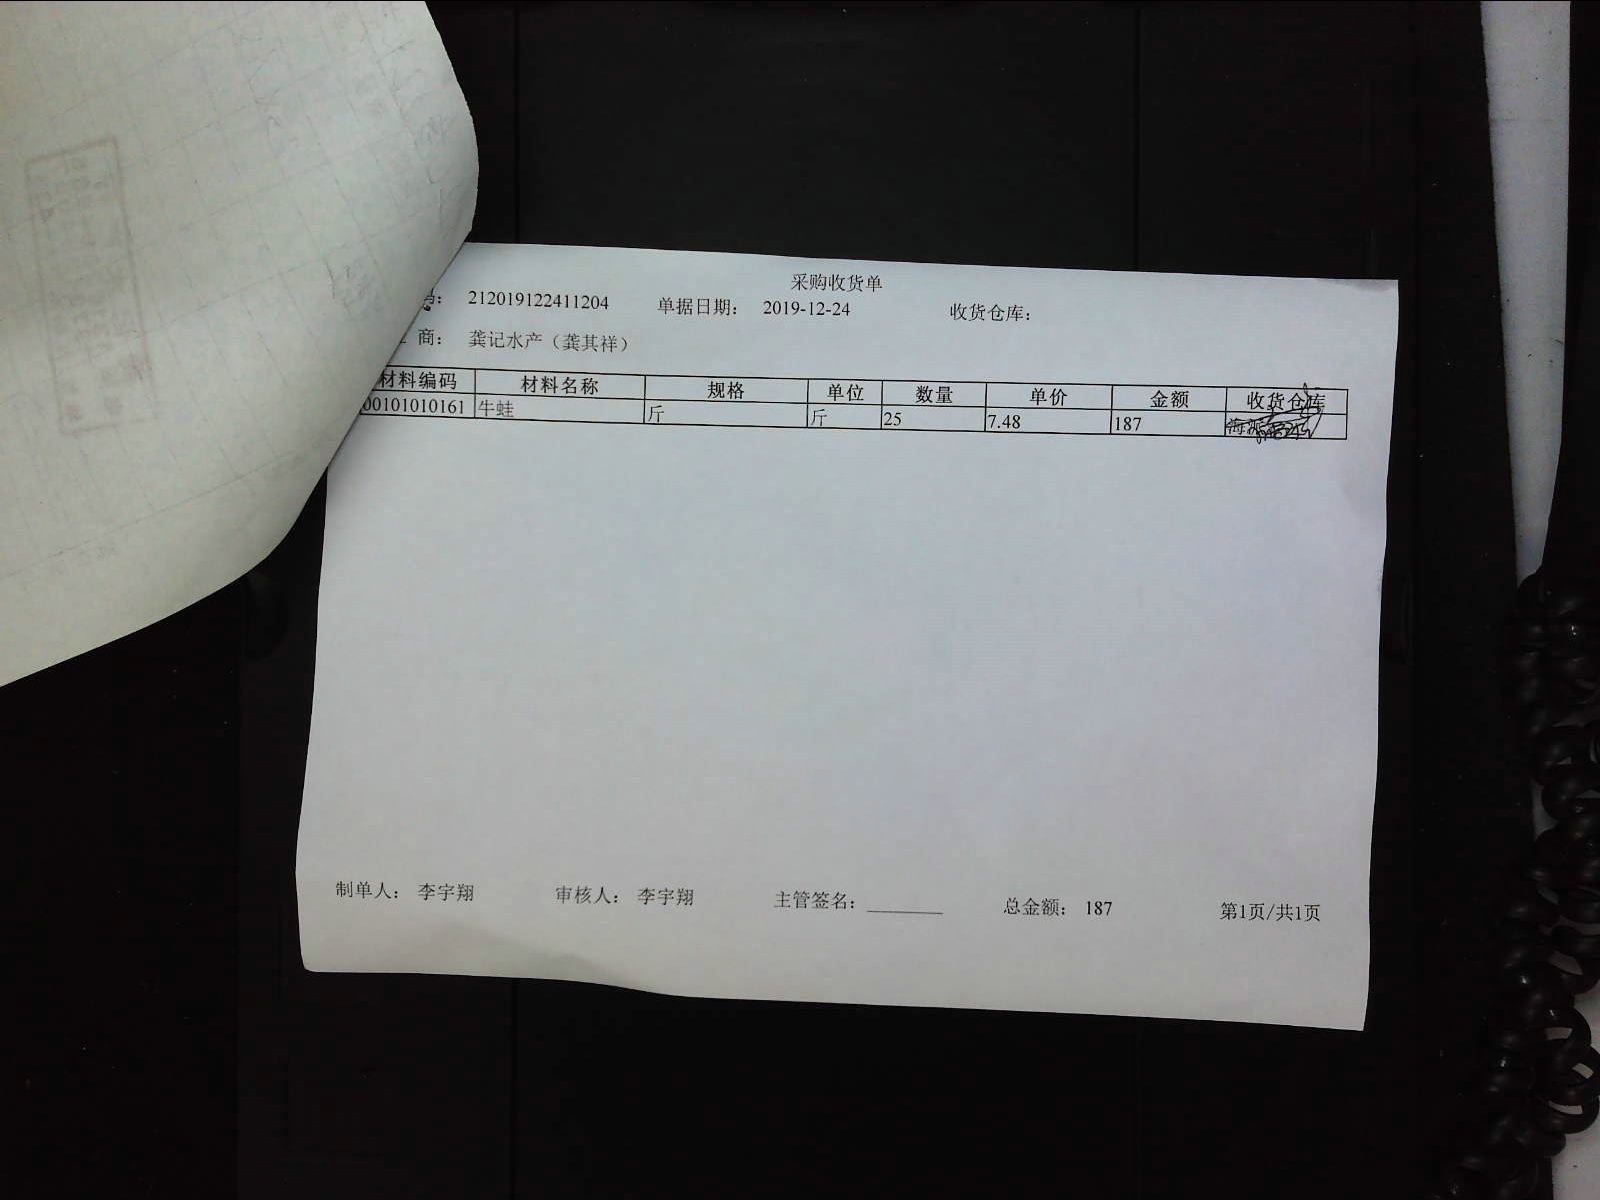 采购收货单
码： 212019122411204 单据日期： 2019-12-24 收货仓库：
商： 龚记水产（龚其祥）
材料编码 材料名称 规格 单位 数量 单价 金额 收货仓库
00101010161 牛蛙 斤 斤 25 7.48 187 海
制单人： 李宇翔 审核人： 李宇翔 主管签名： 总金额： 187 第1页/共1页